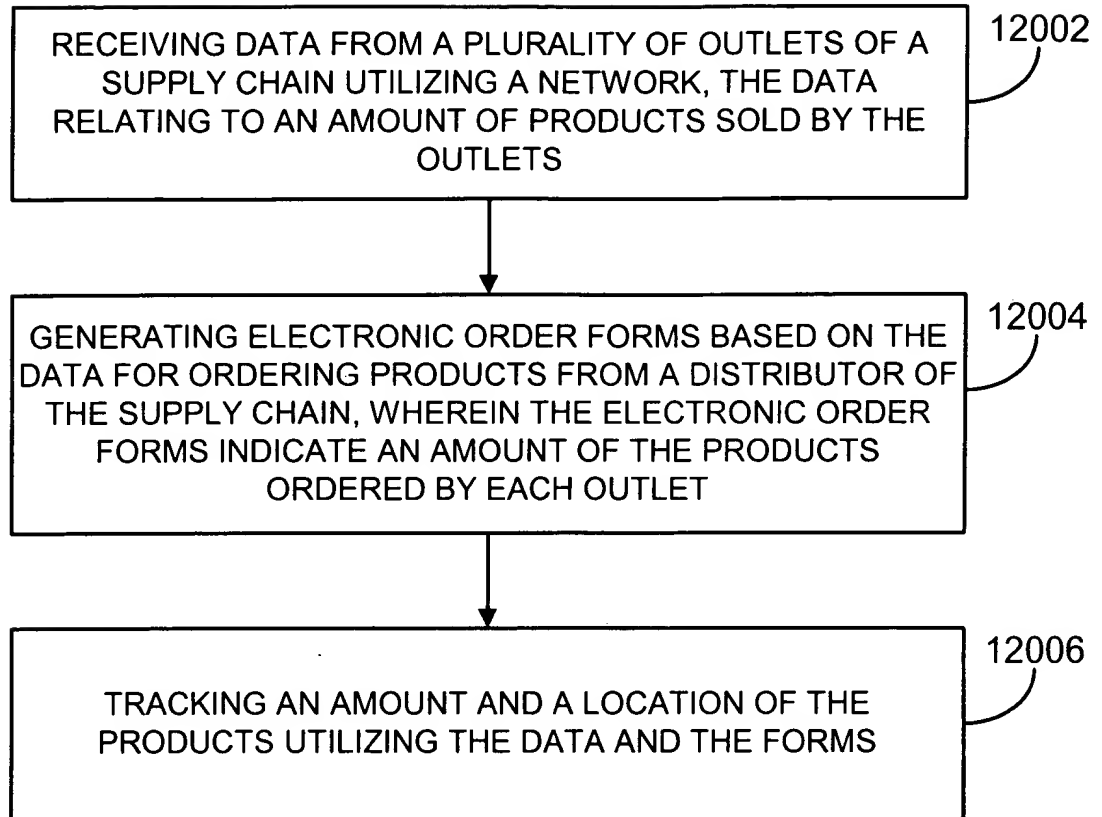 RECEIVING DATA FROM A PLURALITY OF OUTLETS OF A
SUPPLY CHAIN UTILIZING A NETWORK, THE DATA
RELATING TO AN AMOUNT OF PRODUCTS SOLD BY THE
OUTLETS
12002
GENERATING ELECTRONIC ORDER FORMS BASED ON THE
DATA FOR ORDERING PRODUCTS FROM A DISTRIBUTOR OF
THE SUPPLY CHAIN, WHEREIN THE ELECTRONIC ORDER
FORMS INDICATE AN AMOUNT OF THE PRODUCTS
ORDERED BY EACH OUTLET
12004
TRACKING AN AMOUNT AND A LOCATION OF THE
PRODUCTS UTILIZING THE DATA AND THE FORMS
12006